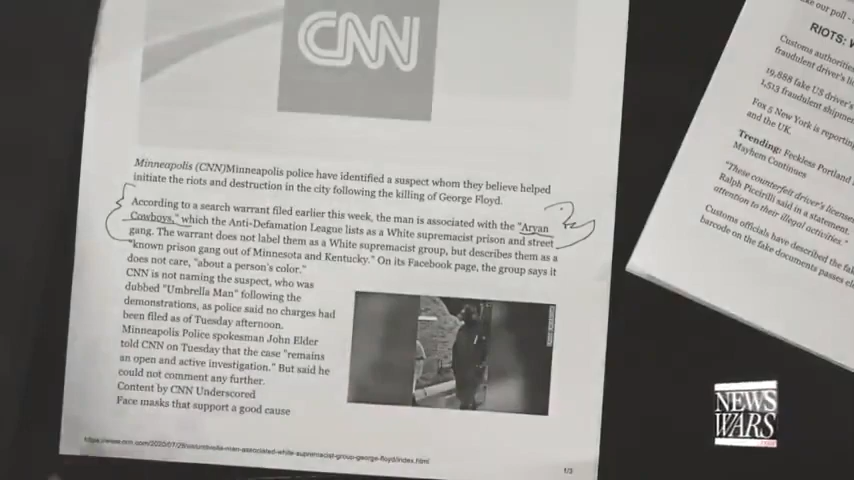 CNN
Minneapolis (CNN)Minneapolis police have identified a suspect whom they believe helped
initiate the riots and destruction in the city following the killing of George Floyd.
According to a search warrant filed earlier this week, the man is associated with the "Aryan
Cowboys," which the Anti-Defamation League lists as a White supremacist prison and street
gang. The warrant does not label them as a White supremacist group, but describes them as a
"known prison gang out of Minnesota and Kentucky." On its Facebook page, the group says it
does not care, "about a person's color."
CNN is not naming the suspect, who was
dubbed "Umbrella Man" following the
demonstrations, as police said no charges had
been filed as of Tuesday afternoon.
Minneapolis Police spokesman John Elder
told CNN on Tuesday that the case "remains
an open and active investigation." But said he
could not comment any further.
Content by CNN Underscored
Face masks that support a good cause
1/3
our poll -
RIOTS:
Customs authorities
fraudulent driver's
19,888 fake US driver's
1,513 fraudulent
Fox 5 New York is reporting
and the UK.
Trending: Feckless Portland
Mayhem Continues
"These counterfeit driver's
Ralph Piccirilli said in a statement.
attention to their illegal activities."
Customs officials have described the
barcode on the fake documents passes
NEWS
WARS
.COM